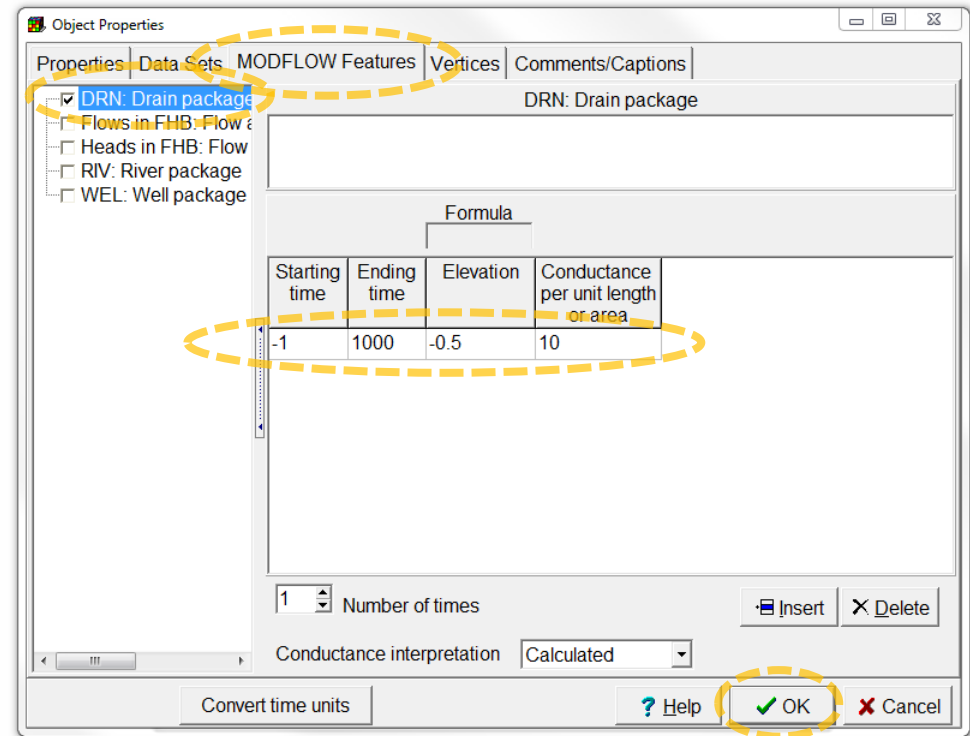 Object Properties
Properties Data Sets MODFLOW Features Vertices Comments/Captions
DRN: Drain package
Flows in FHB: Flow a
Heads in FHB: Flow
RIV: River package
WEL: Well package
DRN: Drain package
Formula
Starting time Ending time Elevation Conductance per unit length or area
-1 1000 -0.5 10
1 Number of times
Insert Delete
Conductance interpretation Calculated
Convert time units
? Help OK Cancel